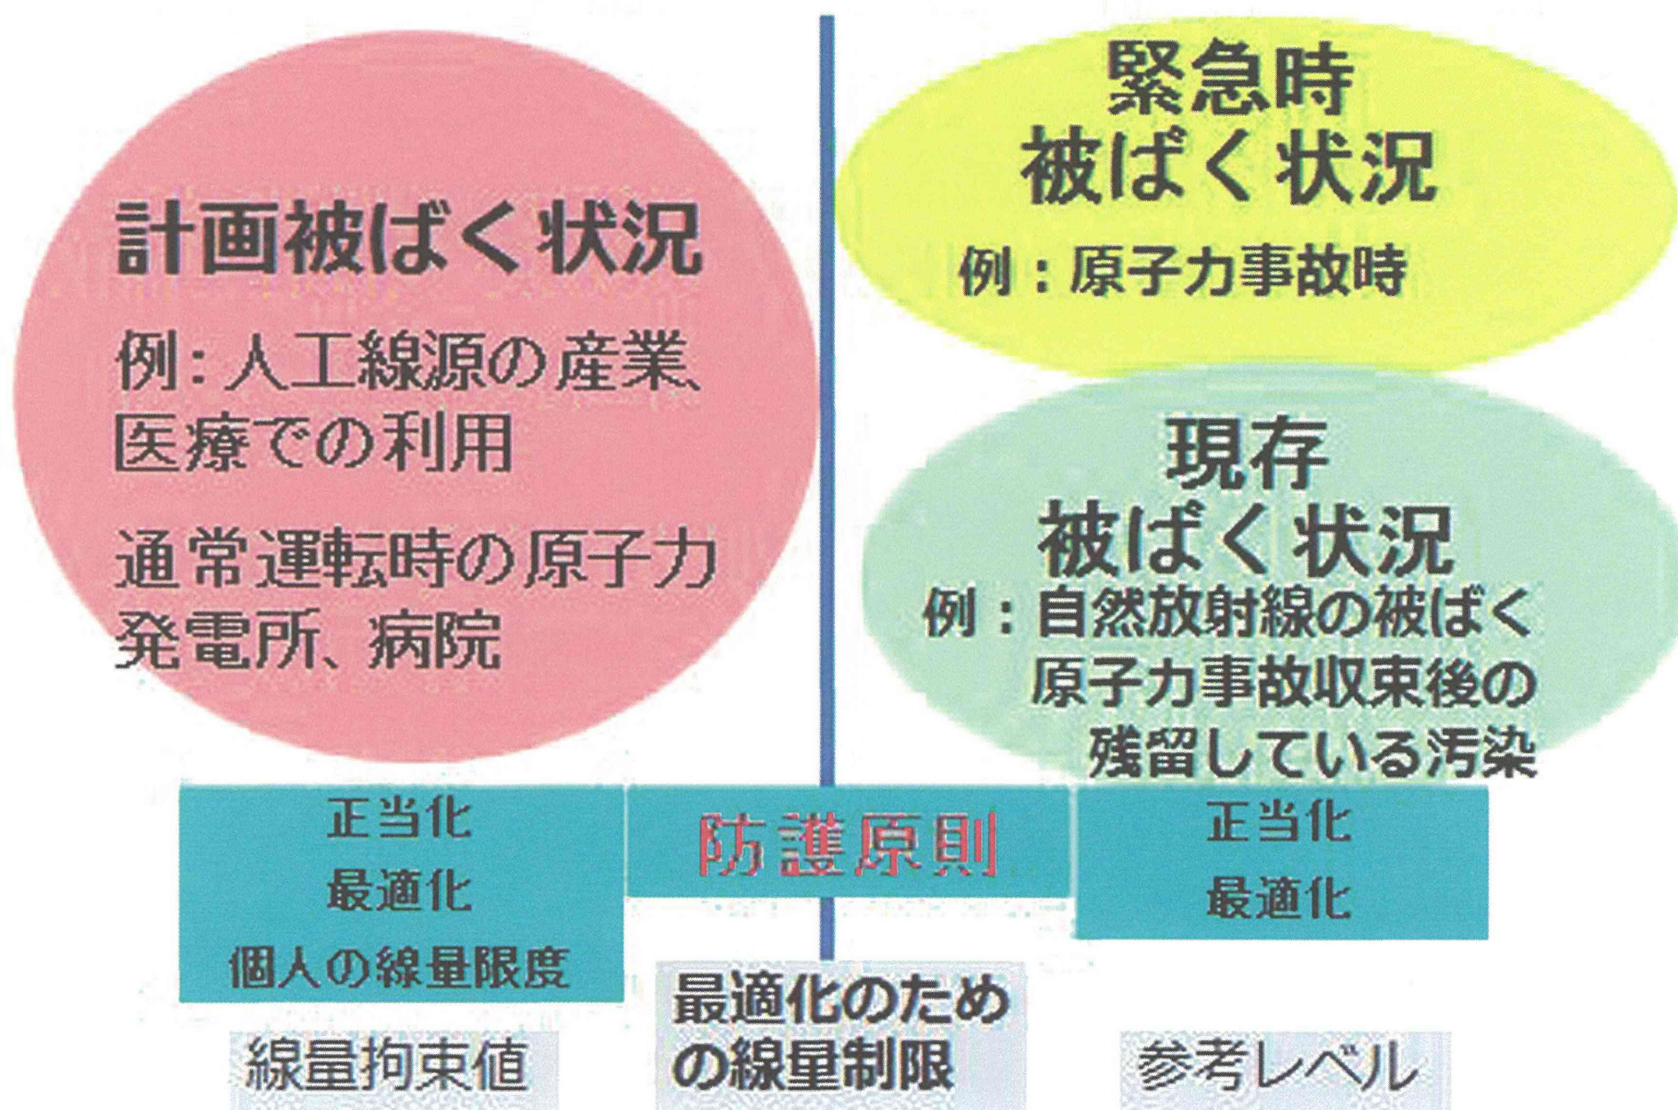 計画被ばく状況
例：人工線源の産業、
医療での利用
通常運転時の原子力
発電所、病院
緊急時
被ばく状況
例：原子力事故時
現存
被ばく状況
例：自然放射線の被ばく
原子力事故収束後の
残留している汚染
正当化
最適化
個人の線量限度
防護原則
正当化
最適化
線量拘束値
最適化のため
の線量制限
参考レベル